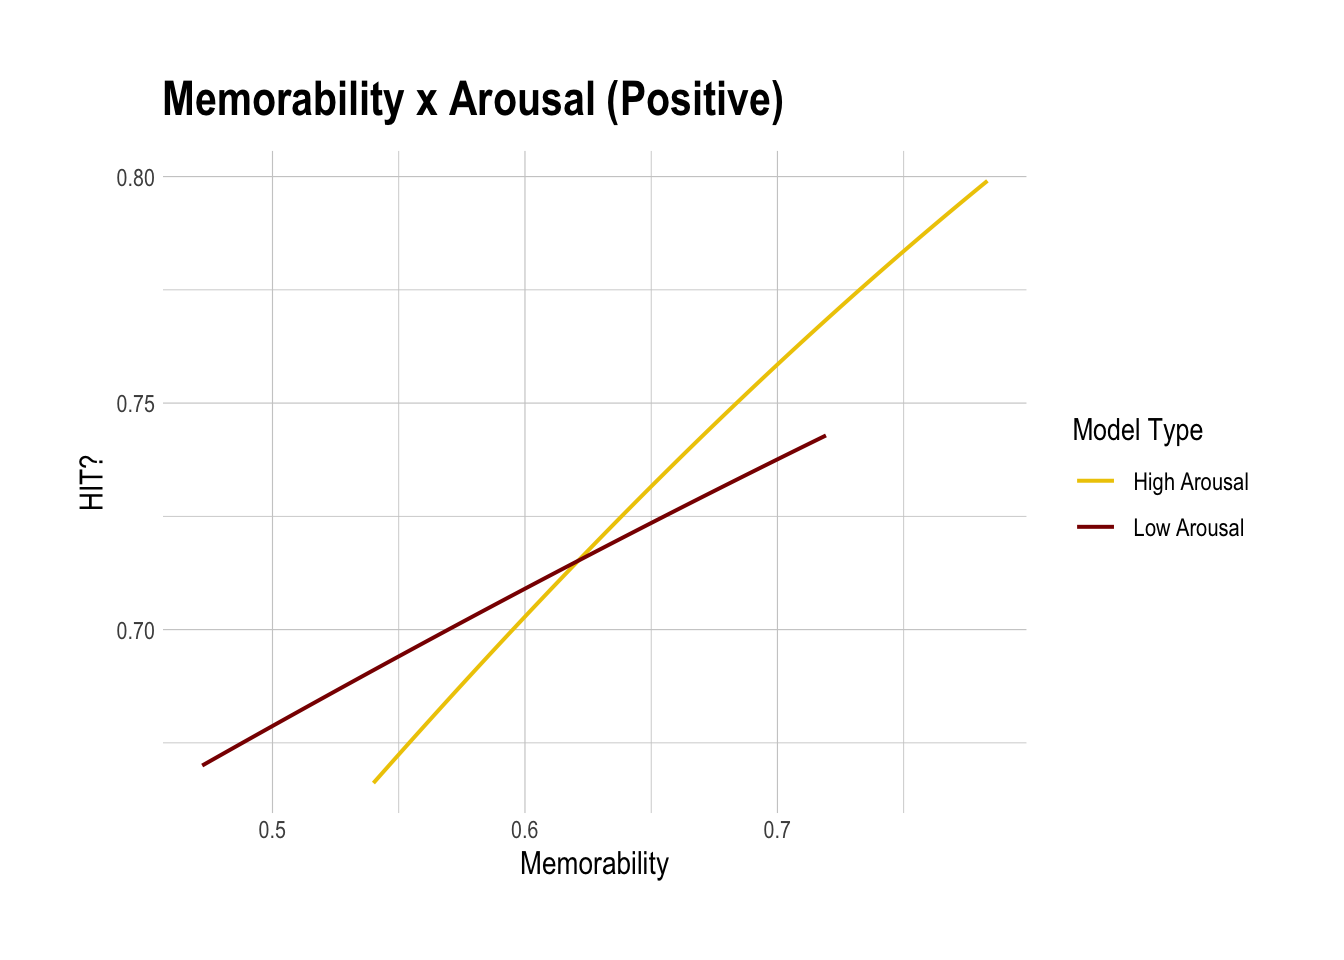 Memorability x Arousal (Positive)
0.80
0.75
0.70
HIT?
0.5 0.6 0.7
Memorability
Model Type
High Arousal
Low Arousal